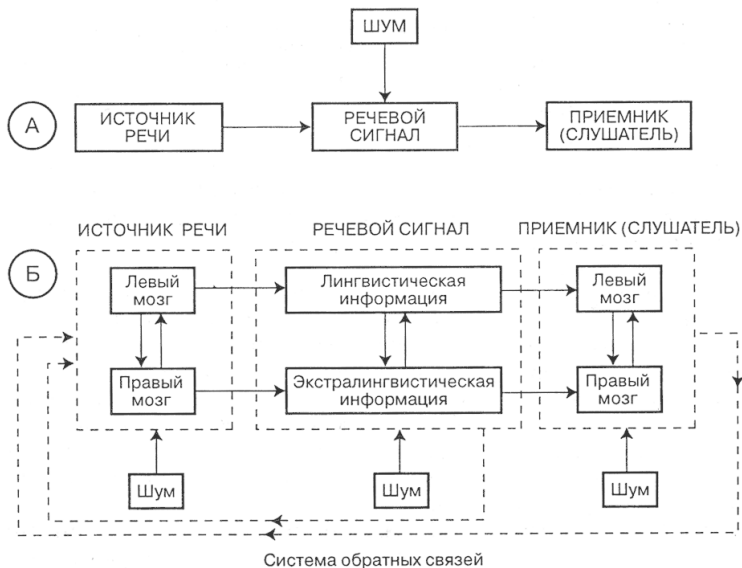 ШУМ
А
ИСТОЧНИК
РЕЧИ
РЕЧЕВОЙ
СИГНАЛ
ПРИЕМНИК
(СЛУШАТЕЛЬ)
ИСТОЧНИК РЕЧИ
РЕЧЕВОЙ СИГНАЛ
ПРИЕМНИК (СЛУШАТЕЛЬ)
Б
Левый
мозг
Лингвистическая
информация
Левый
мозг
Правый
мозг
Экстралингвистическая
информация
Правый
мозг
Шум
Шум
Шум
Система обратных связей